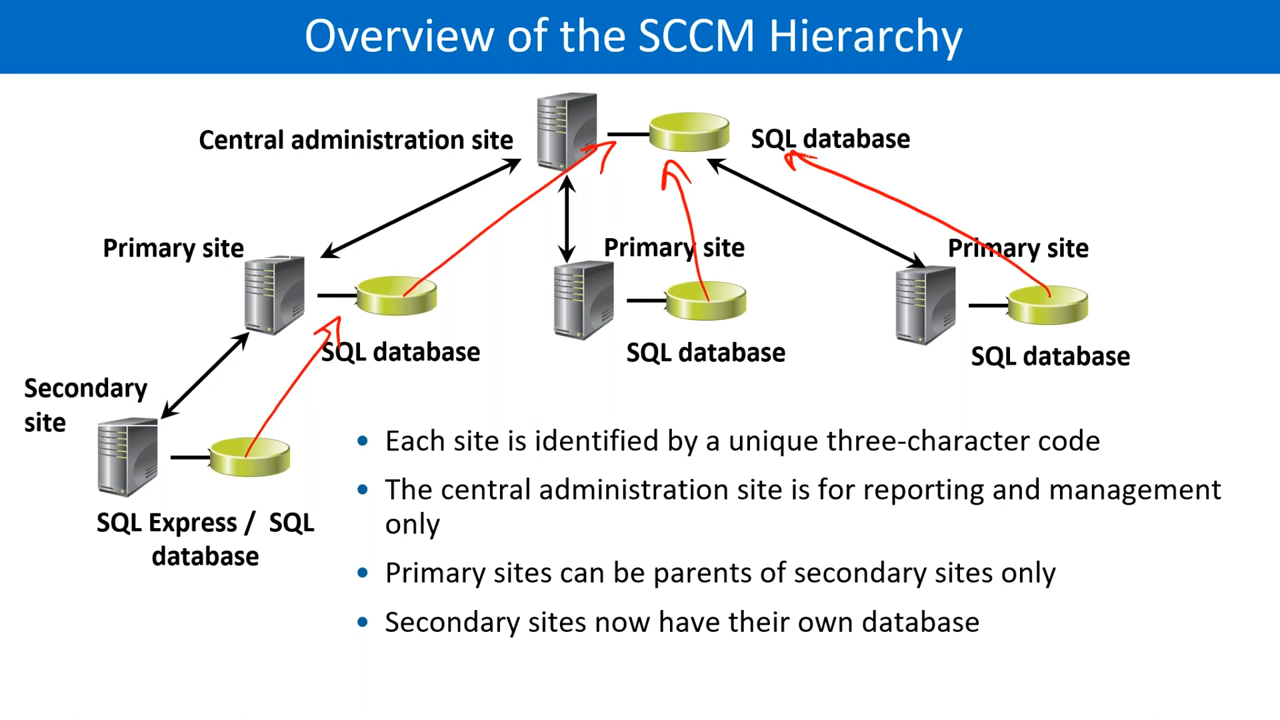 Overview of the SCCM Hierarchy
Central administration site
SQL database
Primary site
Primary site
Primary site
SQL database
SQL database
SQL database
Secondary
site
SQL Express / SQL
database
• Each site is identified by a unique three-character code
• The central administration site is for reporting and management
only
• Primary sites can be parents of secondary sites only
• Secondary sites now have their own database